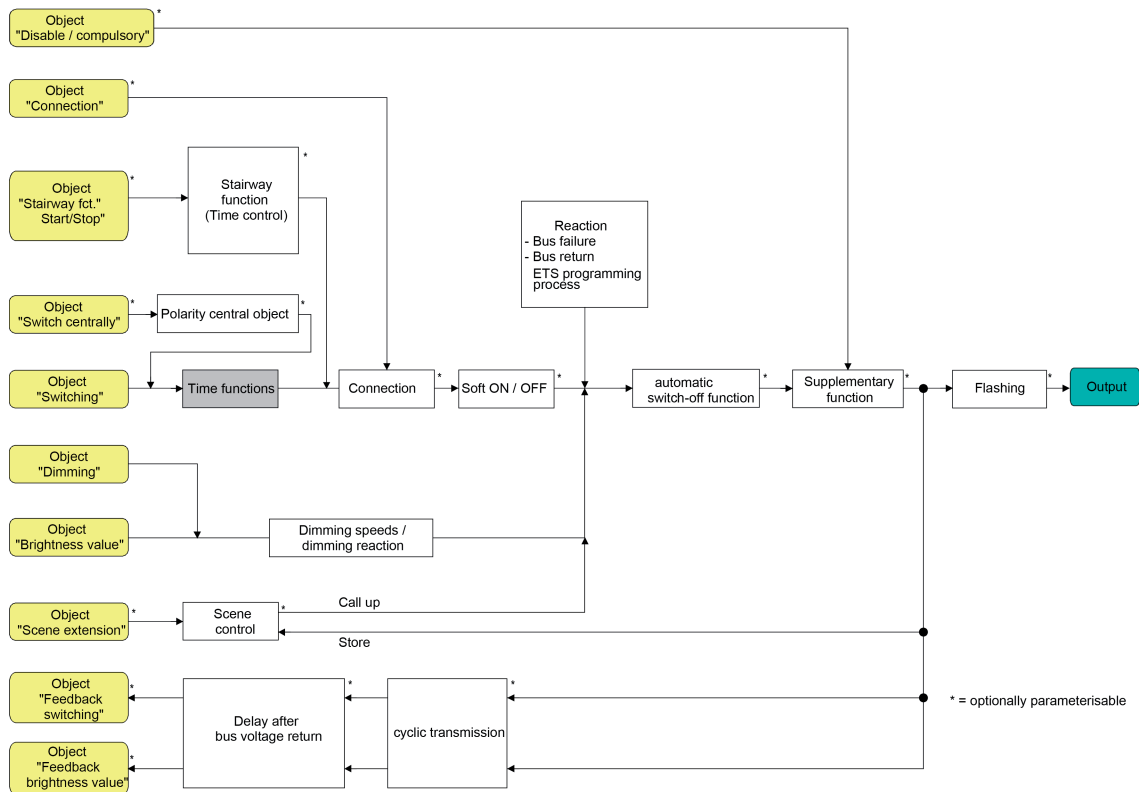 Object
"Disable / compulsory"
*
Object
"Connection"
*
Object
"Stairway fct."
Start/Stop"
*
Stairway
function
(Time control)
*
Reaction
- Bus failure
- Bus return
ETS programming
process
Object
"Switch centrally"
*
Polarity central object
*
Object
"Switching"
Time functions
Connection
*
Soft ON / OFF
*
automatic
switch-off function
*
Supplementary
function
*
Flashing
*
Output
Object
"Dimming"
Object
"Brightness value"
Dimming speeds /
dimming reaction
Object
"Scene extension"
*
Scene
control
*
Call up
Store
Object
"Feedback
switching"
*
Delay after
bus voltage return
*
cyclic transmission
*
* = optionally parameterisable
Object
"Feedback
brightness value"
*